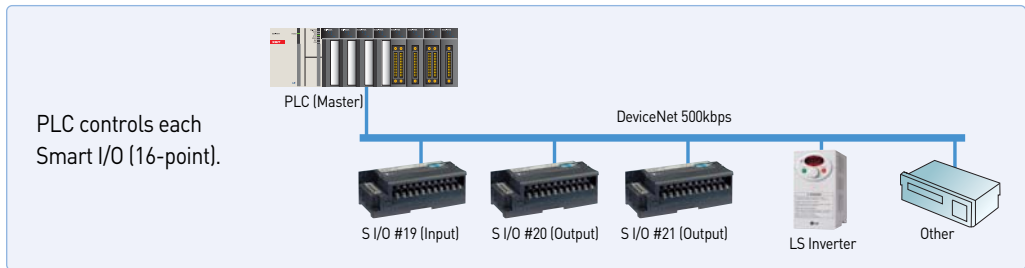 PLC (Master)
PLC controls each
Smart I/O (16-point).
DeviceNet 500kbps
S I/O #19 (Input)
S I/O #20 (Output)
S I/O #21 (Output)
LS Inverter
Other